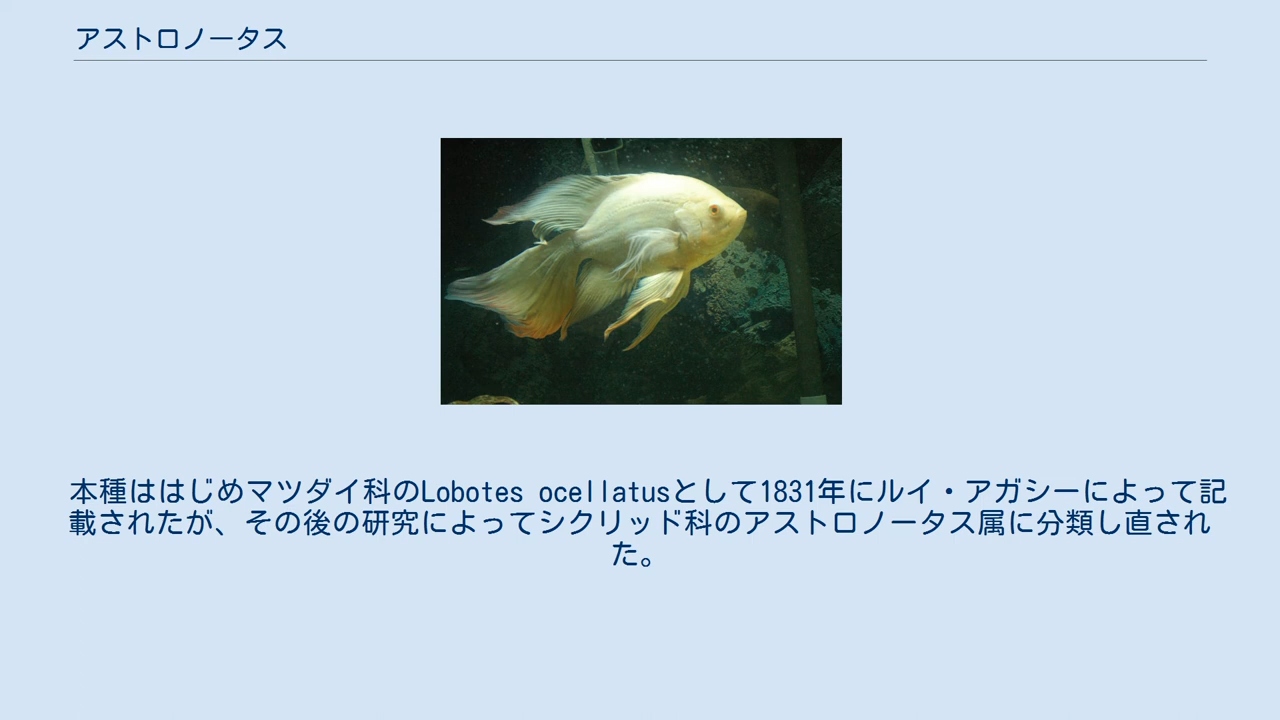 アストロノータス
本種ははじめマツダイ科のLobotes ocellatusとして1831年にルイ・アガシーによって記
載されたが、その後の研究によってシクリッド科のアストロノータス属に分類し直され
た。